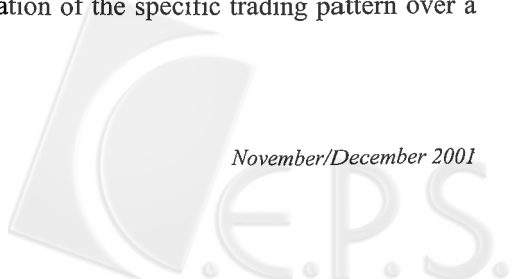 ation of the specific trading pattern over a
November/December 2001
C.E.P.S.